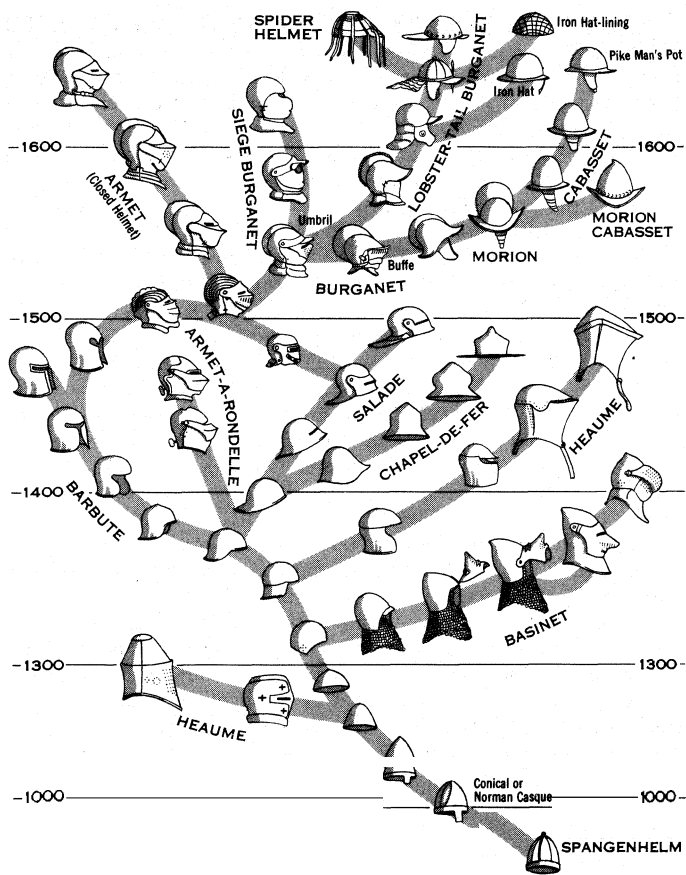 SPIDER
HELMET
Iron Hat-lining
Pike Man's Pot
Iron Hat
LOBSTER-TAIL BURGANET
SIEGE BURGANET
-1600
1600-
ARMET
(Closed Helmet)
CABASSET
Umbril
MORION
CABASSET
MORION
Buffe
BURGANET
-1500
1500-
ARMET-A-RONDELLE
SALADE
CHAPEL-DE-FER
HEAUME
BARBUTE
-1400
1400-
BASINET
-1300
1300-
HEAUME
Conical or
Norman Casque
-1000
1000-
SPANGENHELM